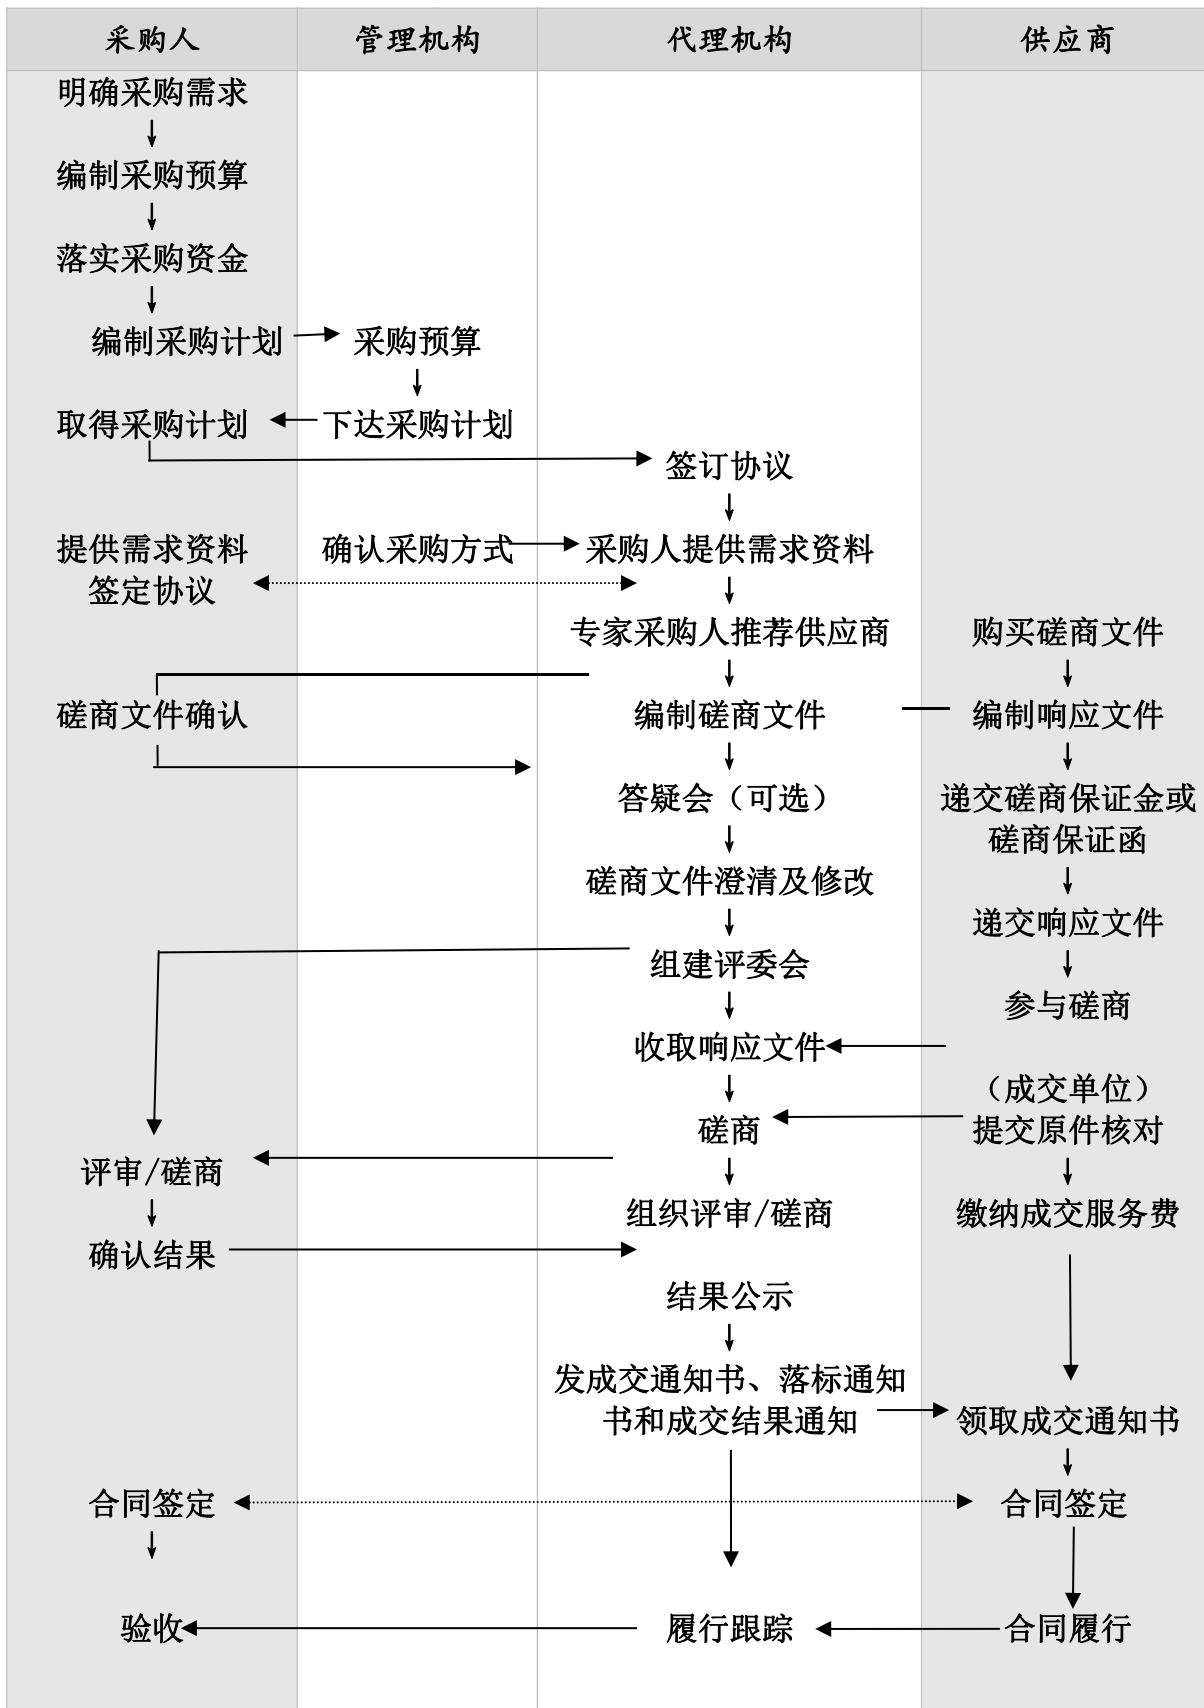 采购人 管理机构 代理机构 供应商
明确采购需求
↓
编制采购预算
↓
落实采购资金
↓
编制采购计划 采购预算
↓
取得采购计划 下达采购计划
签订协议
↓
提供需求资料 确认采购方式 采购人提供需求资料
签定协议 ↓
专家采购人推荐供应商 购买磋商文件
↓ ↓
磋商文件确认 编制磋商文件 编制响应文件
↓ ↓
答疑会（可选） 递交磋商保证金或
↓ 磋商保证函
磋商文件澄清及修改 ↓
↓ 递交响应文件
组建评委会 ↓
↓ 参与磋商
收取响应文件
↓ （成交单位）
磋商 提交原件核对
评审/磋商 ↓ ↓
↓ 组织评审/磋商 缴纳成交服务费
确认结果
结果公示
↓
发成交通知书、落标通知
书和成交结果通知 领取成交通知书
↓
合同签定 合同签定
↓
验收 履行跟踪 合同履行